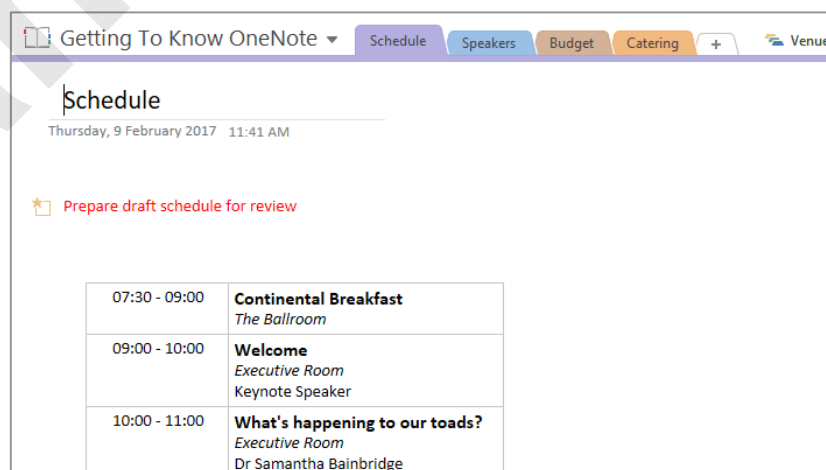 Getting To Know OneNote
Schedule
Speakers
Budget
Catering
+
Venue
Schedule
Thursday, 9 February 2017 11:41 AM
Prepare draft schedule for review
07:30 - 09:00 Continental Breakfast
The Ballroom
09:00 - 10:00 Welcome
Executive Room
Keynote Speaker
10:00 - 11:00 What's happening to our toads?
Executive Room
Dr Samantha Bainbridge